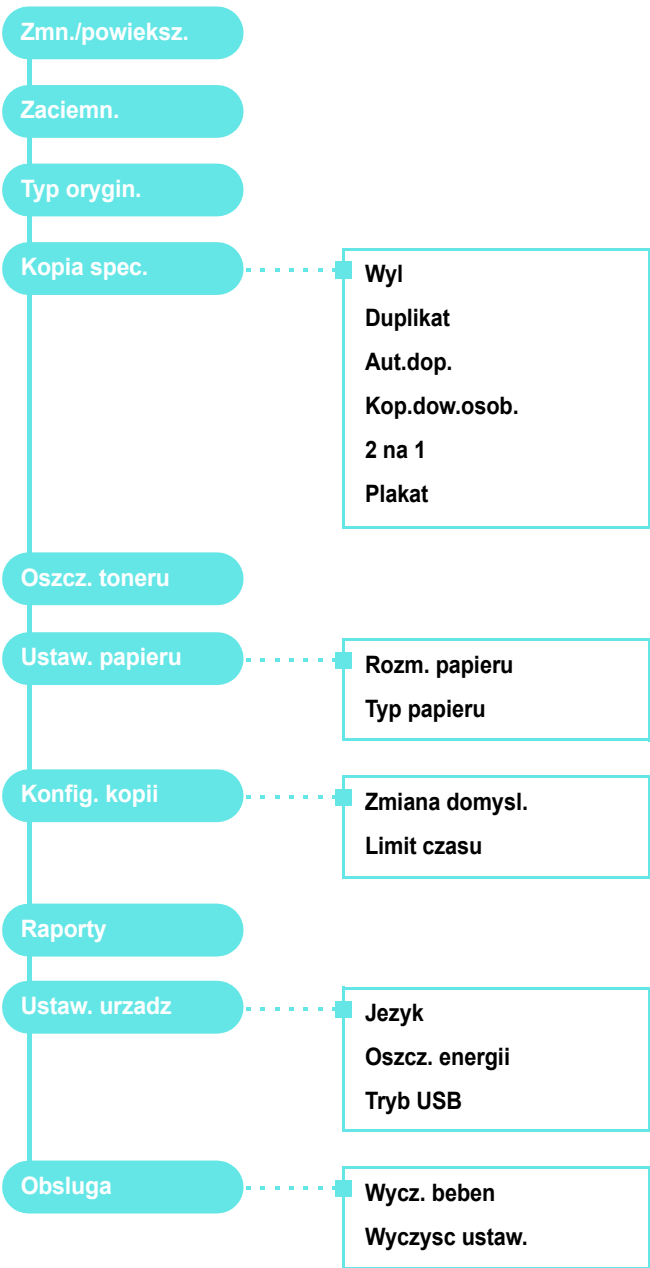 Zmn./powieksz.
Zaciemn.
Typ orygin.
Kopia spec.
Wyl
Duplikat
Aut.dop.
Kop.dow.osob.
2 na 1
Plakat
Oszcz. toneru
Ustaw. papieru
Rozm. papieru
Typ papieru
Konfig. kopii
Zmiana domysl.
Limit czasu
Raporty
Ustaw. urzadz
Jezyk
Oszcz. energii
Tryb USB
Obsluga
Wycz. beben
Wyczysc ustaw.